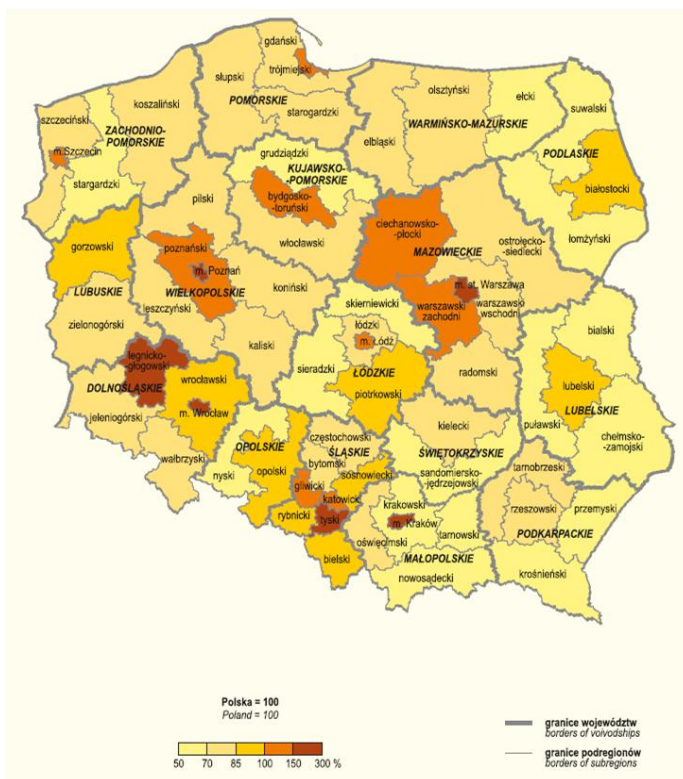 gdański
trójmiejski
słupski
POMORSKIE
starogardzki
koszaliński
szczeciński
ZACHODNIO-
POMORSKIE
m. Szczecin
stargardzki
olsztyński
ełcki
WARMIŃSKO-MAZURSKIE
elbląski
suwalski
PODLASKIE
białostocki
łomżyński
grudziądzki
KUJAWSKO-
-POMORSKIE
bydgosko-
-toruński
włocławski
pilski
ciechanowsko-
-płocki
MAZOWIECKIE
ostrołęcko-
-siedlecki
gorzowski
LUBUSKIE
zielonogórski
poznański
m. Poznań
WIELKOPOLSKIE
koniński
leszczyński
kaliski
m. st. Warszawa
warszawski
zachodni
warszawski
wschodni
skierniewicki
łódzki
m. Łódź
sieradzki
ŁÓDZKIE
piotrkowski
radomski
bialski
lubelski
LUBELSKIE
puławski
chełmsko-
-zamojski
legnicko-
-głogowski
DOLNOŚLĄSKIE
wrocławski
m. Wrocław
jeleniogórski
wałbrzyski
OPOLSKIE
nyski
opolski
częstochowski
ŚLĄSKIE
bytomski
sosnowiecki
gliwicki
katowicki
rybnicki
tyski
bielski
kielecki
ŚWIĘTOKRZYSKIE
sandomiersko-
-jędrzejowski
krakowski
m. Kraków
tarnowski
oświęcimski
MAŁOPOLSKIE
nowosądecki
tarnobrzeski
rzeszowski
przemyski
PODKARPACKIE
krośnieński
Polska = 100
Poland = 100
50 70 85 100 150 300 %
granice województw
borders of voivodships
granice podregionów
borders of subregions